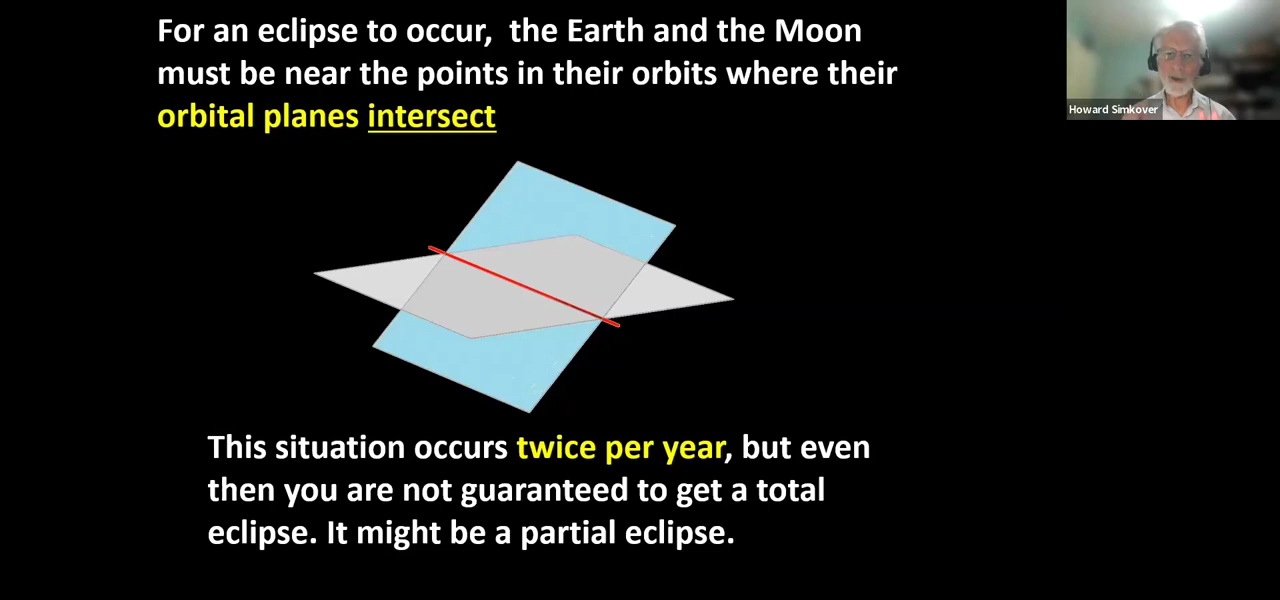 For an eclipse to occur,  the Earth and the Moon
must be near the points in their orbits where their
orbital planes intersect
Howard Simkover
This situation occurs twice per year, but even
then you are not guaranteed to get a total
eclipse. It might be a partial eclipse.